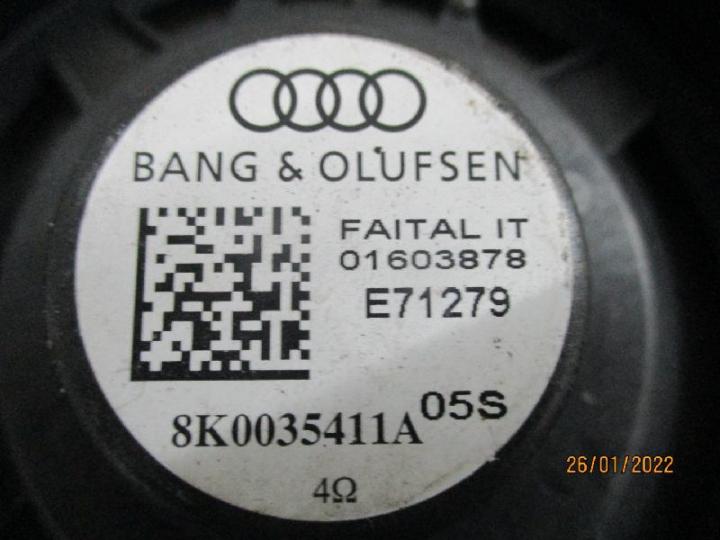 BANG & OLUFSEN
FAITAL IT
01603878
E71279
8K0035411A 05S
4Ω
26/01/2022